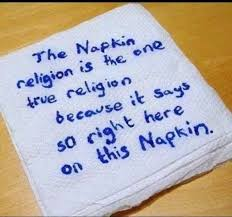 The Napkin
religion is the one
true religion
because it says
so right here
on this Napkin.